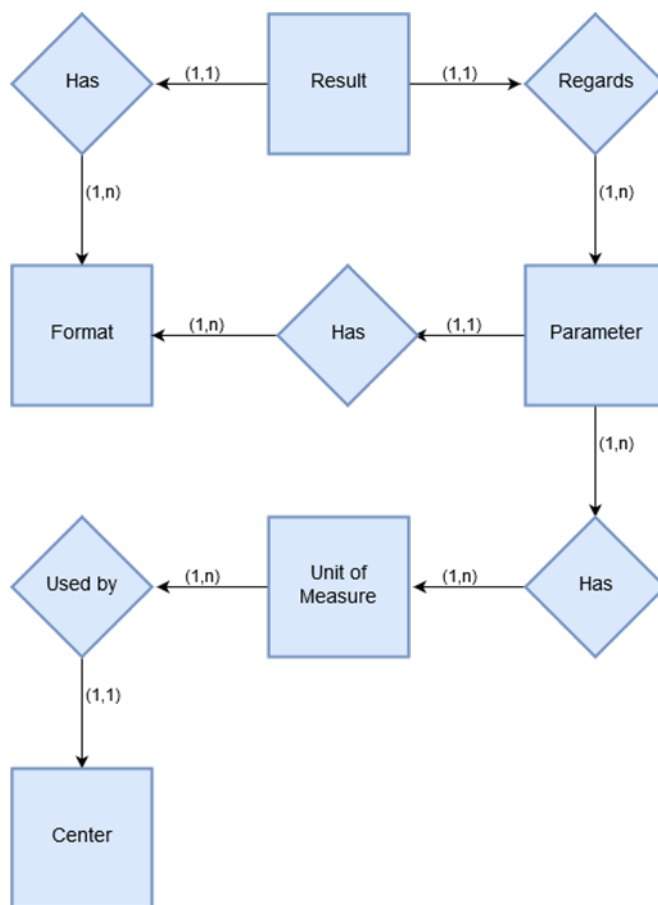 Has
(1,1)
Result
(1,1)
Regards
(1,n)
(1,n)
Format
(1,n)
Has
(1,1)
Parameter
(1,n)
Used by
(1,n)
Unit of
Measure
(1,n)
Has
(1,1)
Center